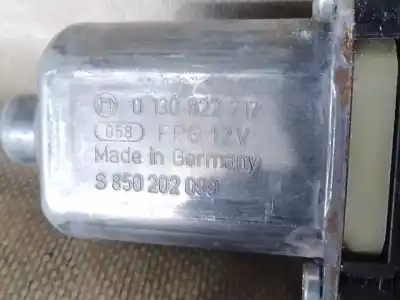 0 130 822 717
058 FPG 12V
Made in Germany
S 850 202 099